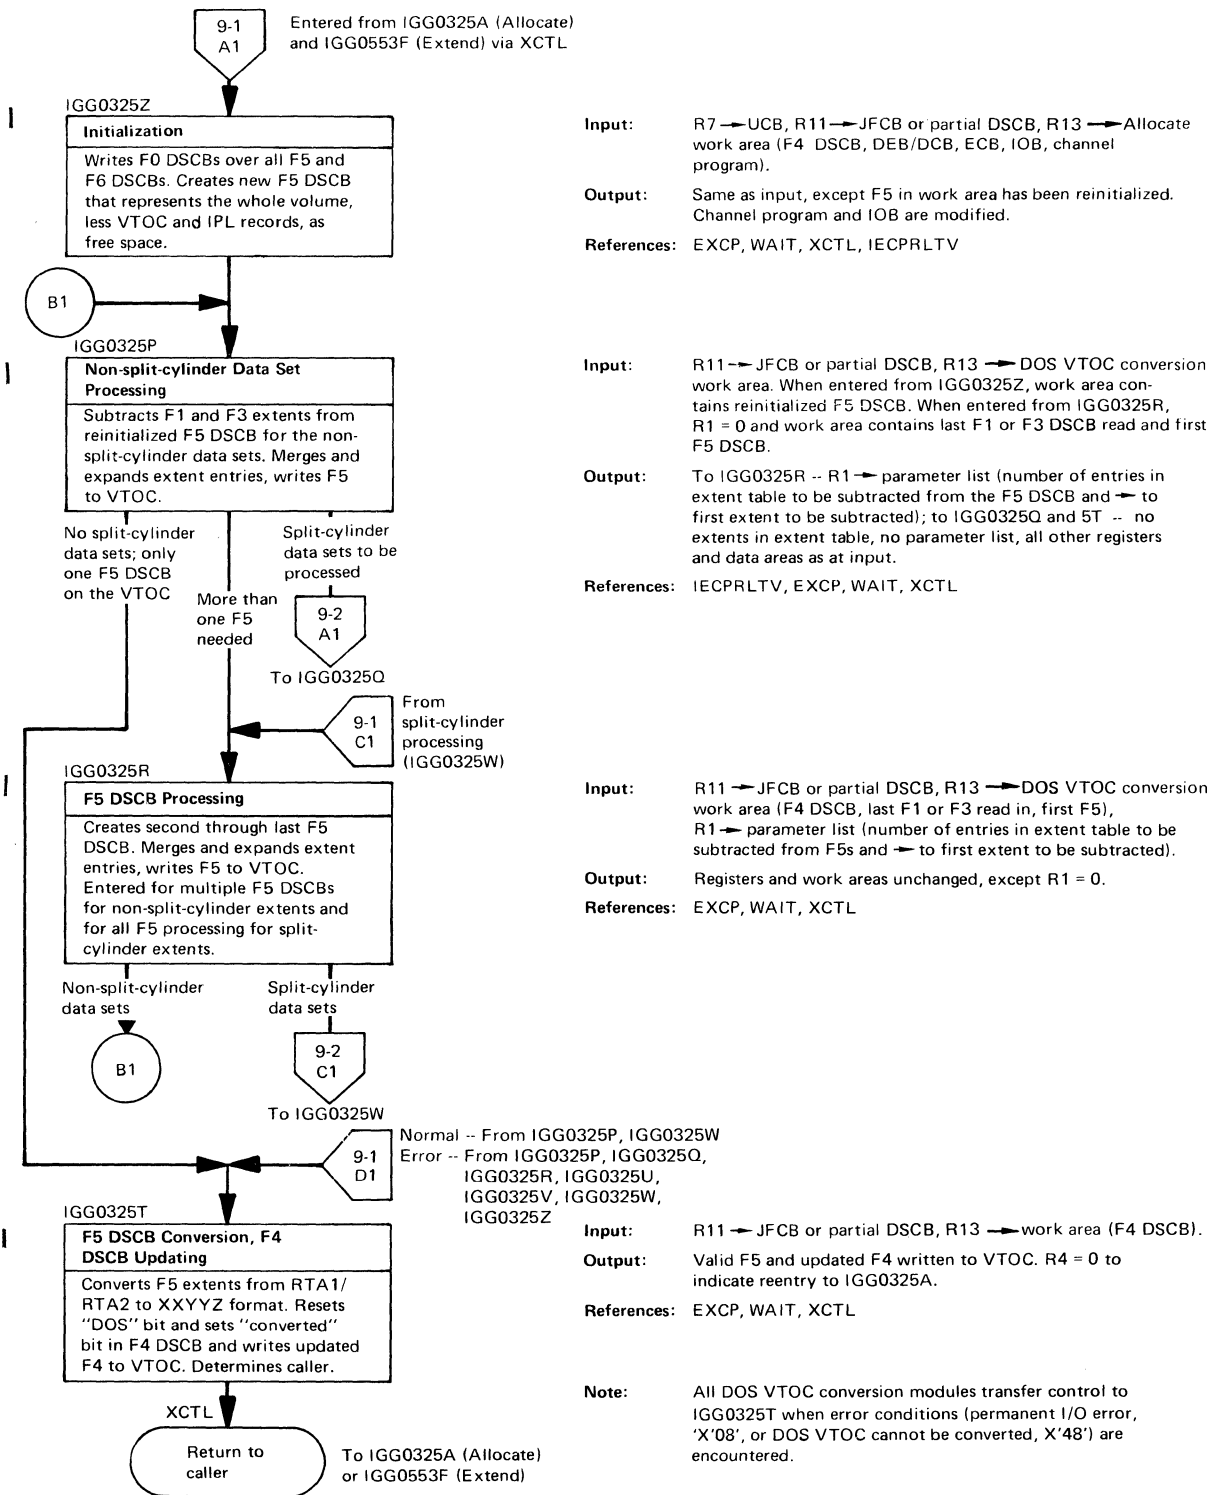 9-1
A1
Entered from IGG0325A (Allocate)
and IGG0553F (Extend) via XCTL
IGG0325Z
Initialization
Writes F0 DSCBs over all F5 and
F6 DSCBs. Creates new F5 DSCB
that represents the whole volume,
less VTOC and IPL records, as
free space.
Input: R7 → UCB, R11 → JFCB or partial DSCB, R13 → Allocate
work area (F4 DSCB, DEB/DCB, ECB, IOB, channel
program).
Output: Same as input, except F5 in work area has been reinitialized.
Channel program and IOB are modified.
References: EXCP, WAIT, XCTL, IECPRLTV
B1
IGG0325P
Non-split-cylinder Data Set
Processing
Subtracts F1 and F3 extents from
reinitialized F5 DSCB for the non-
split-cylinder data sets. Merges and
expands extent entries, writes F5
to VTOC.
Input: R11 → JFCB or partial DSCB, R13 → DOS VTOC conversion
work area. When entered from IGG0325Z, work area con-
tains reinitialized F5 DSCB. When entered from IGG0325R,
R1 = 0 and work area contains last F1 or F3 DSCB read and first
F5 DSCB.
Output: To IGG0325R -- R1 → parameter list (number of entries in
extent table to be subtracted from the F5 DSCB and → to
first extent to be subtracted); to IGG0325Q and 5T -- no
extents in extent table, no parameter list, all other registers
and data areas as at input.
References: IECPRLTV, EXCP, WAIT, XCTL
No split-cylinder
data sets; only
one F5 DSCB
on the VTOC
More than
one F5
needed
Split-cylinder
data sets to be
processed
9-2
A1
To IGG0325Q
9-1
C1
From
split-cylinder
processing
(IGG0325W)
IGG0325R
F5 DSCB Processing
Creates second through last F5
DSCB. Merges and expands extent
entries, writes F5 to VTOC.
Entered for multiple F5 DSCBs
for non-split-cylinder extents and
for all F5 processing for split-
cylinder extents.
Input: R11 → JFCB or partial DSCB, R13 → DOS VTOC conversion
work area (F4 DSCB, last F1 or F3 read in, first F5),
R1 → parameter list (number of entries in extent table to be
subtracted from F5s and → to first extent to be subtracted).
Output: Registers and work areas unchanged, except R1 = 0.
References: EXCP, WAIT, XCTL
Non-split-cylinder
data sets
B1
Split-cylinder
data sets
9-2
C1
To IGG0325W
9-1
D1
Normal -- From IGG0325P, IGG0325W
Error -- From IGG0325P, IGG0325Q,
IGG0325R, IGG0325U,
IGG0325V, IGG0325W,
IGG0325Z
IGG0325T
F5 DSCB Conversion, F4
DSCB Updating
Converts F5 extents from RTA1/
RTA2 to XXYYZ format. Resets
"DOS" bit and sets "converted"
bit in F4 DSCB and writes updated
F4 to VTOC. Determines caller.
Input: R11 → JFCB or partial DSCB, R13 → work area (F4 DSCB).
Output: Valid F5 and updated F4 written to VTOC. R4 = 0 to
indicate reentry to IGG0325A.
References: EXCP, WAIT, XCTL
Note: All DOS VTOC conversion modules transfer control to
IGG0325T when error conditions (permanent I/O error,
'X'08', or DOS VTOC cannot be converted, X'48') are
encountered.
XCTL
Return to
caller
To IGG0325A (Allocate)
or IGG0553F (Extend)